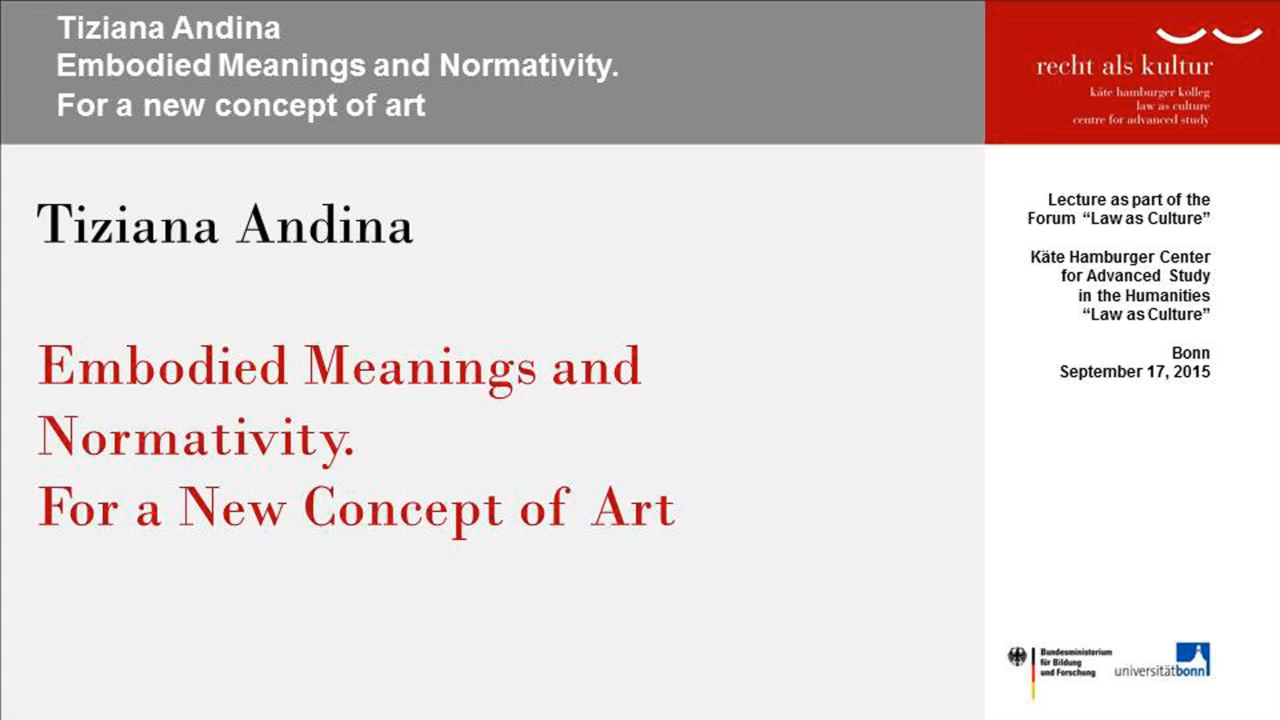 Tiziana Andina
Embodied Meanings and Normativity.
For a new concept of art
recht als kultur
käte hamburger kolleg
law as culture
centre for advanced study
Tiziana Andina
Embodied Meanings and
Normativity.
For a New Concept of Art
Lecture as part of the
Forum “Law as Culture”
Käte Hamburger Center
for Advanced Study
in the Humanities
“Law as Culture”
Bonn
September 17, 2015
Bundesministerium
für Bildung
und Forschung
universitätbonn